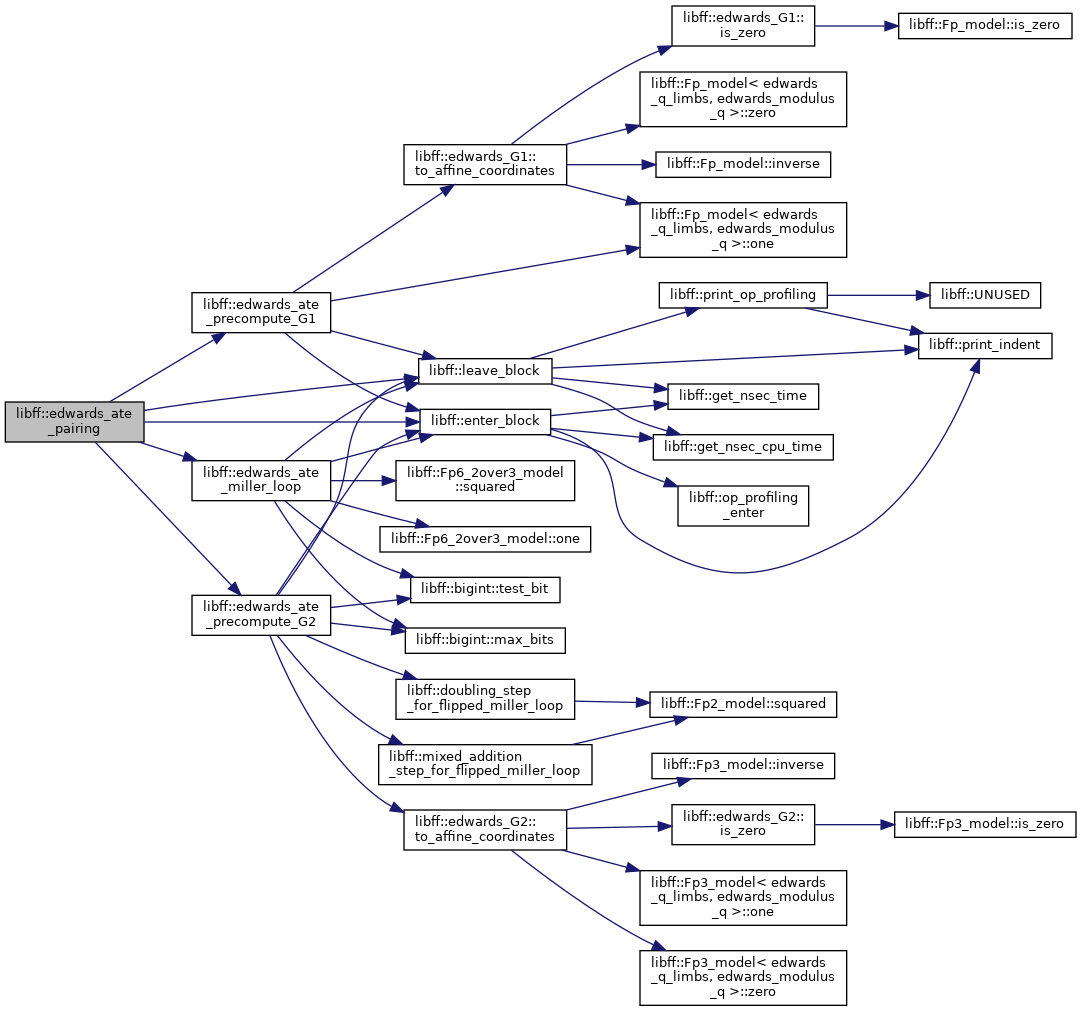 libff::edwards_G1::
is_zero
libff::Fp_model::is_zero
libff::Fp_model< edwards
_q_limbs, edwards_modulus
_q >::zero
libff::edwards_G1::
to_affine_coordinates
libff::Fp_model::inverse
libff::Fp_model< edwards
_q_limbs, edwards_modulus
_q >::one
libff::edwards_ate
_precompute_G1
libff::print_op_profiling
libff::UNUSED
libff::print_indent
libff::leave_block
libff::get_nsec_time
libff::edwards_ate
_pairing
libff::enter_block
libff::get_nsec_cpu_time
libff::edwards_ate
_miller_loop
libff::Fp6_2over3_model
::squared
libff::op_profiling
_enter
libff::Fp6_2over3_model::one
libff::bigint::test_bit
libff::edwards_ate
_precompute_G2
libff::bigint::max_bits
libff::doubling_step
_for_flipped_miller_loop
libff::Fp2_model::squared
libff::mixed_addition
_step_for_flipped_miller_loop
libff::Fp3_model::inverse
libff::edwards_G2::
to_affine_coordinates
libff::edwards_G2::
is_zero
libff::Fp3_model::is_zero
libff::Fp3_model< edwards
_q_limbs, edwards_modulus
_q >::one
libff::Fp3_model< edwards
_q_limbs, edwards_modulus
_q >::zero